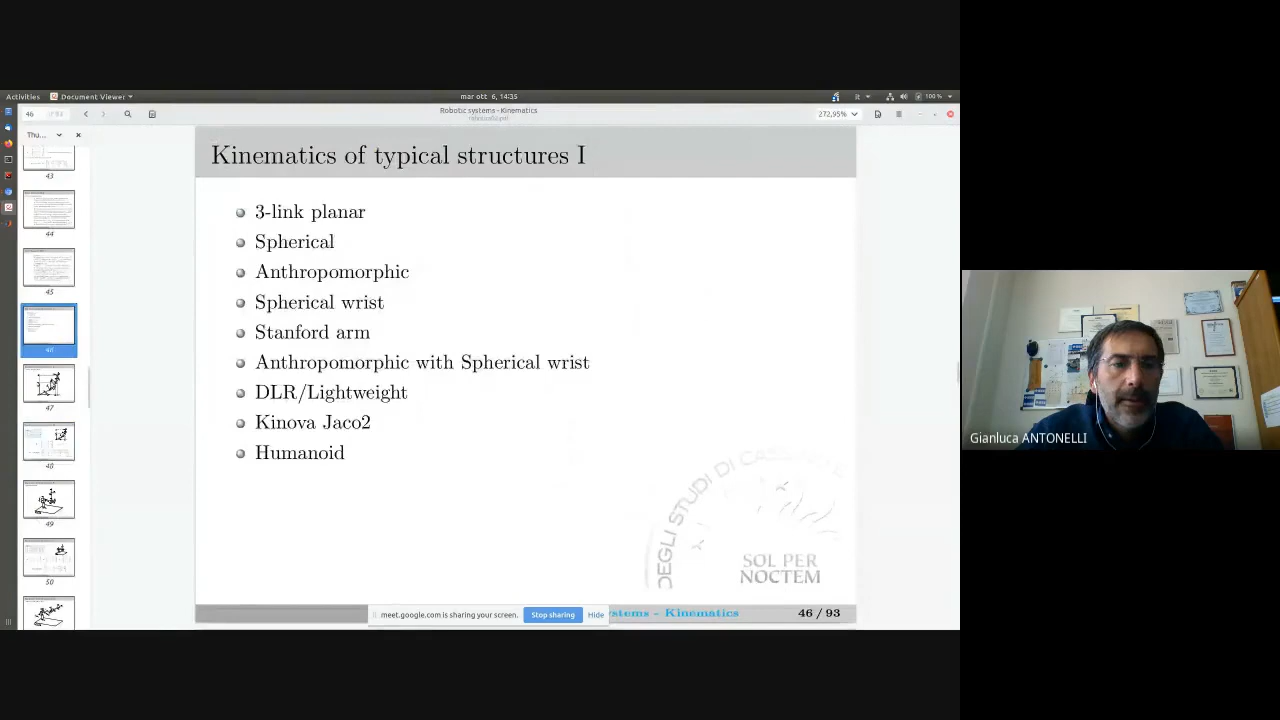 Activities
Document Viewer
mar ott 6, 14:35
it
100 %
46
Robotic systems - Kinematics
272,95%
Thu...
43
44
45
46
47
48
49
50
Kinematics of typical structures I
3-link planar
Spherical
Anthropomorphic
Spherical wrist
Stanford arm
Anthropomorphic with Spherical wrist
DLR/Lightweight
Kinova Jaco2
Humanoid
DEGLI STUDI DI
SOL PER
NOCTEM
meet.google.com is sharing your screen.
Stop sharing
Hide
stems - Kinematics
46 / 93
Gianluca ANTONELLI